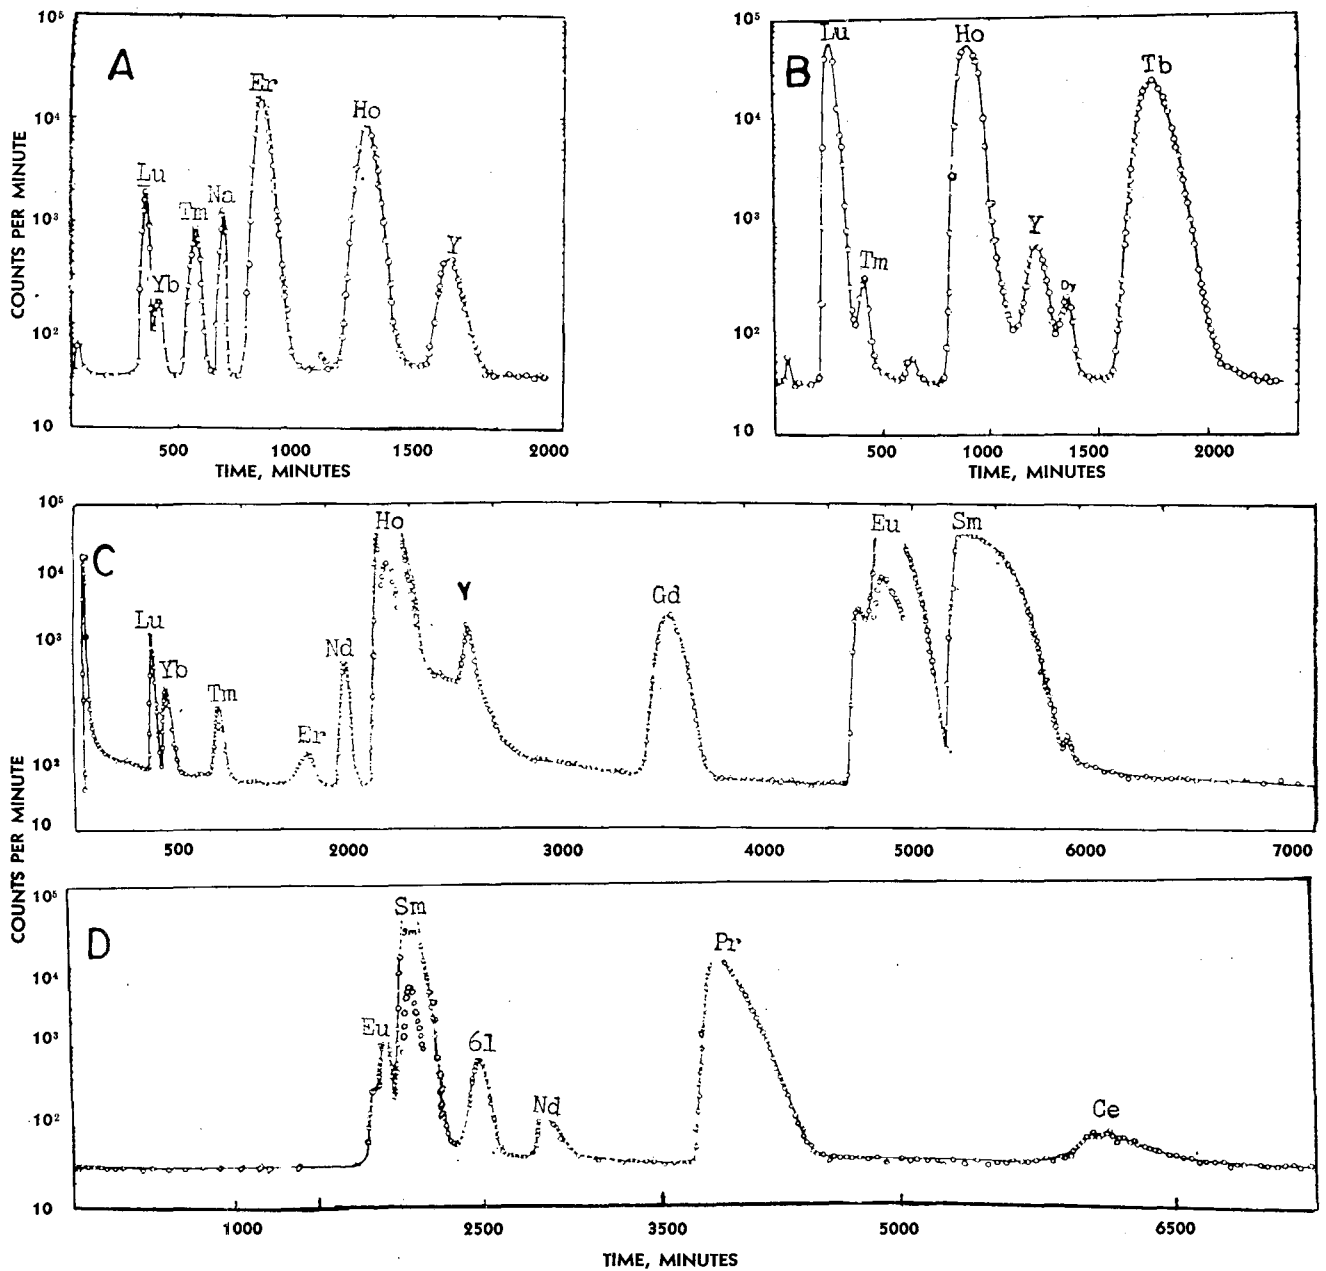 A
10⁵
10⁴
10³
10²
10
COUNTS PER MINUTE
Lu
Yb
Tm
Na
Er
Ho
Y
500 1000 1500 2000
TIME, MINUTES
B
10⁵
10⁴
10³
10²
10
Lu
Tm
Ho
Y
Dy
Tb
500 1000 1500 2000
TIME, MINUTES
C
10⁵
10⁴
10³
10²
10
COUNTS PER MINUTE
Lu
Yb
Tm
Er
Nd
Ho
Y
Gd
Eu
Sm
500 2000 3000 4000 5000 6000 7000
D
10⁵
10⁴
10³
10²
10
Eu
Sm
Sm
61
Nd
Pr
Ce
1000 2500 3500 5000 6500
TIME, MINUTES